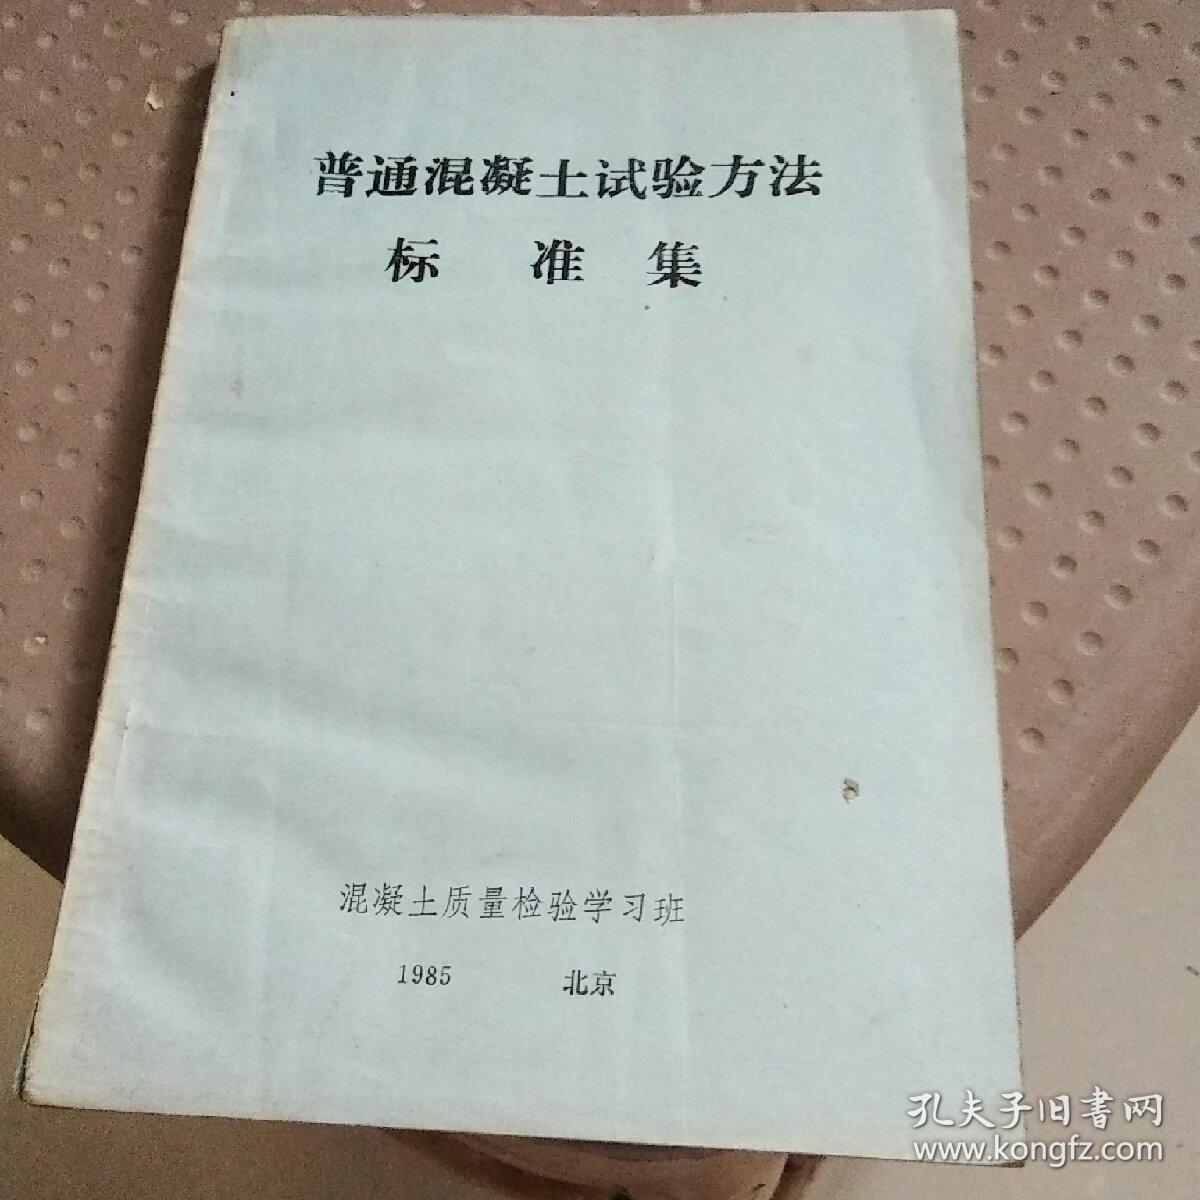 普通混凝土试验方法
标准集
混凝土质量检验学习班
1985 北京
孔夫子旧書网
www.kongfz.com